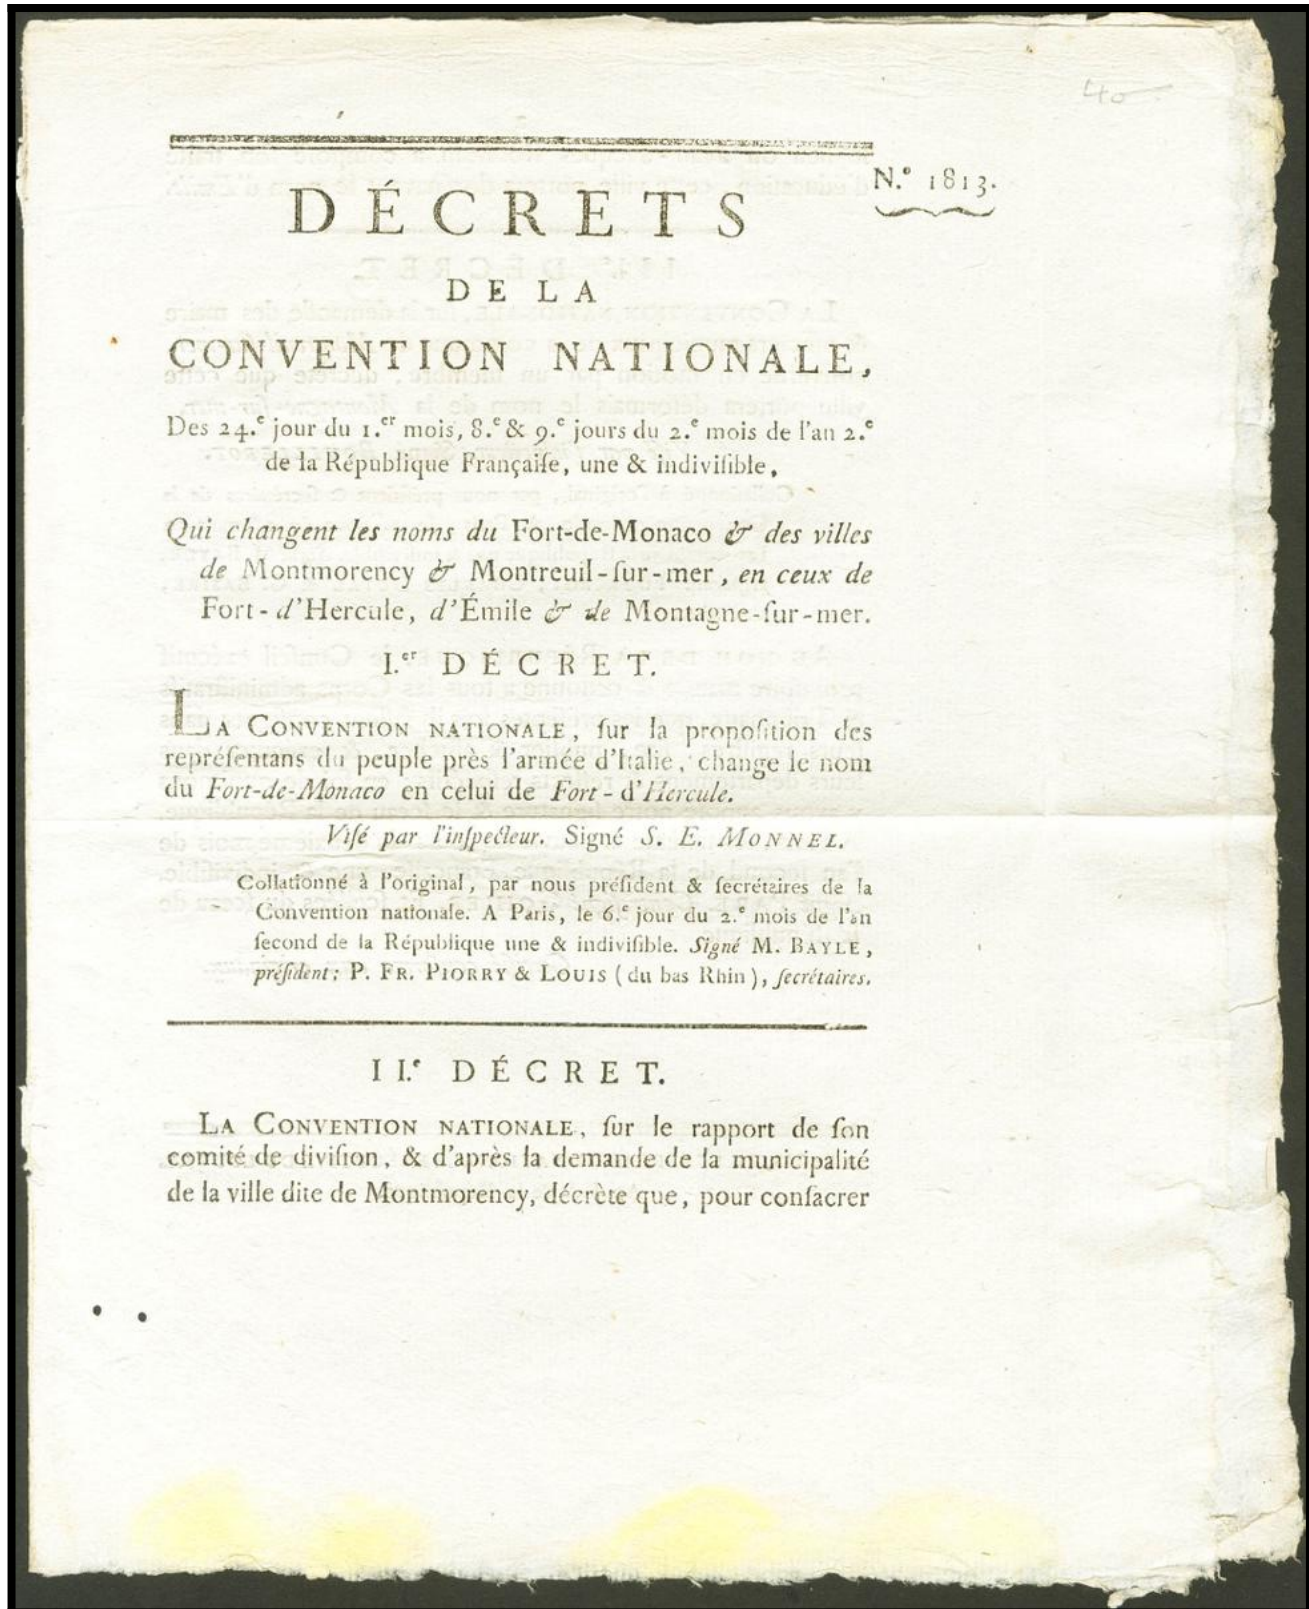 40
N.º 1813.
DÉCRETS
DE LA
CONVENTION NATIONALE,
Des 24.ᵉ jour du 1.ᵉʳ mois, 8.ᵉ & 9.ᵉ jours du 2.ᵉ mois de l'an 2.ᵉ
de la République Françaiſe, une & indiviſible,
Qui changent les noms du Fort-de-Monaco & des villes
de Montmorency & Montreuil-ſur-mer, en ceux de
Fort-d'Hercule, d'Émile & de Montagne-ſur-mer.
I.ᵉʳ DÉCRET.
LA CONVENTION NATIONALE, ſur la propoſition des
repréſentans du peuple près l'armée d'Italie, change le nom
du Fort-de-Monaco en celui de Fort-d'Hercule.
Viſé par l'inſpecteur. Signé S. E. MONNEL.
Collationné à l'original, par nous préſident & ſecrétaires de la
Convention nationale. A Paris, le 6.ᵉ jour du 2.ᵉ mois de l'an
ſecond de la République une & indiviſible. Signé M. BAYLE,
préſident; P. FR. PIORRY & LOUIS (du bas Rhin), ſecrétaires.
II.ᵉ DÉCRET.
LA CONVENTION NATIONALE, ſur le rapport de ſon
comité de diviſion, & d'après la demande de la municipalité
de la ville dite de Montmorency, décrète que, pour conſacrer